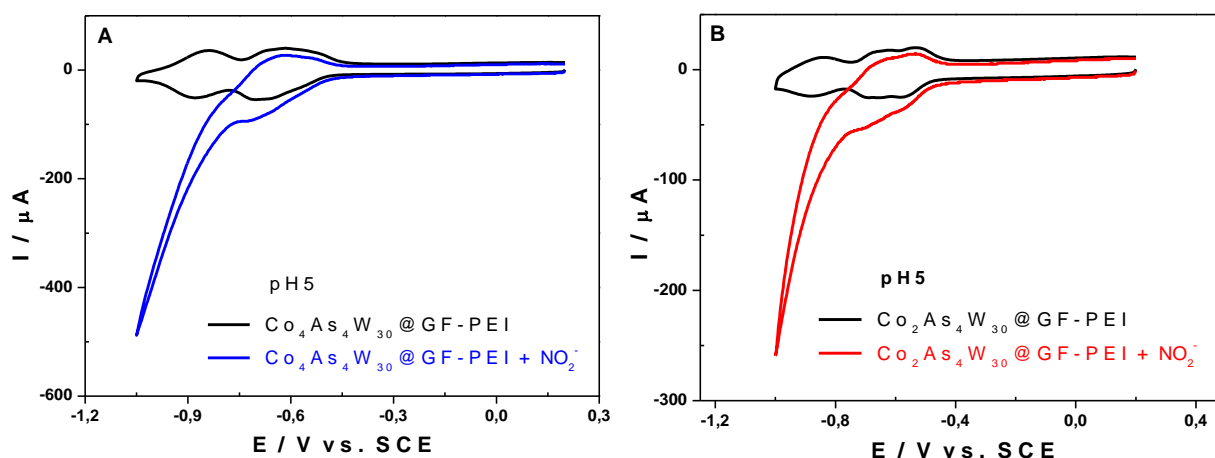 A
0
-200
-400
-600
I / μA
pH5
Co₄As₄W₃₀@GF-PEI
Co₄As₄W₃₀@GF-PEI + NO₂⁻
-1,2 -0,9 -0,6 -0,3 0,0 0,3
E / V vs. SCE
B
0
-100
-200
-300
I / μA
pH5
Co₂As₄W₃₀@GF-PEI
Co₂As₄W₃₀@GF-PEI + NO₂⁻
-1,2 -0,8 -0,4 0,0 0,4
E / V vs. SCE